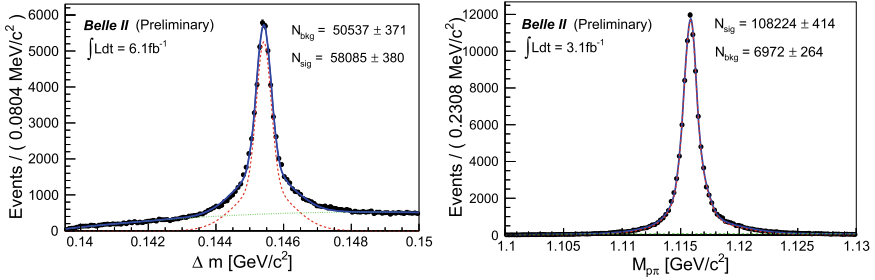 Events / ( 0.0804 MeV/c²)
6000
5000
4000
3000
2000
1000
0
Belle II (Preliminary)
∫Ldt = 6.1fb⁻¹
N_bkg = 50537 ± 371
N_sig = 58085 ± 380
0.14 0.142 0.144 0.146 0.148 0.15
Δ m [GeV/c²]
Events / ( 0.2308 MeV/c²)
12000
10000
8000
6000
4000
2000
0
Belle II (Preliminary)
∫Ldt = 3.1fb⁻¹
N_sig = 108224 ± 414
N_bkg = 6972 ± 264
1.1 1.105 1.11 1.115 1.12 1.125 1.13
M_pπ [GeV/c²]